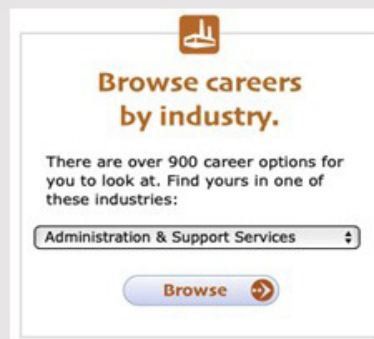 Browse careers
by industry.
There are over 900 career options for
you to look at. Find yours in one of
these industries:
Administration & Support Services
Browse